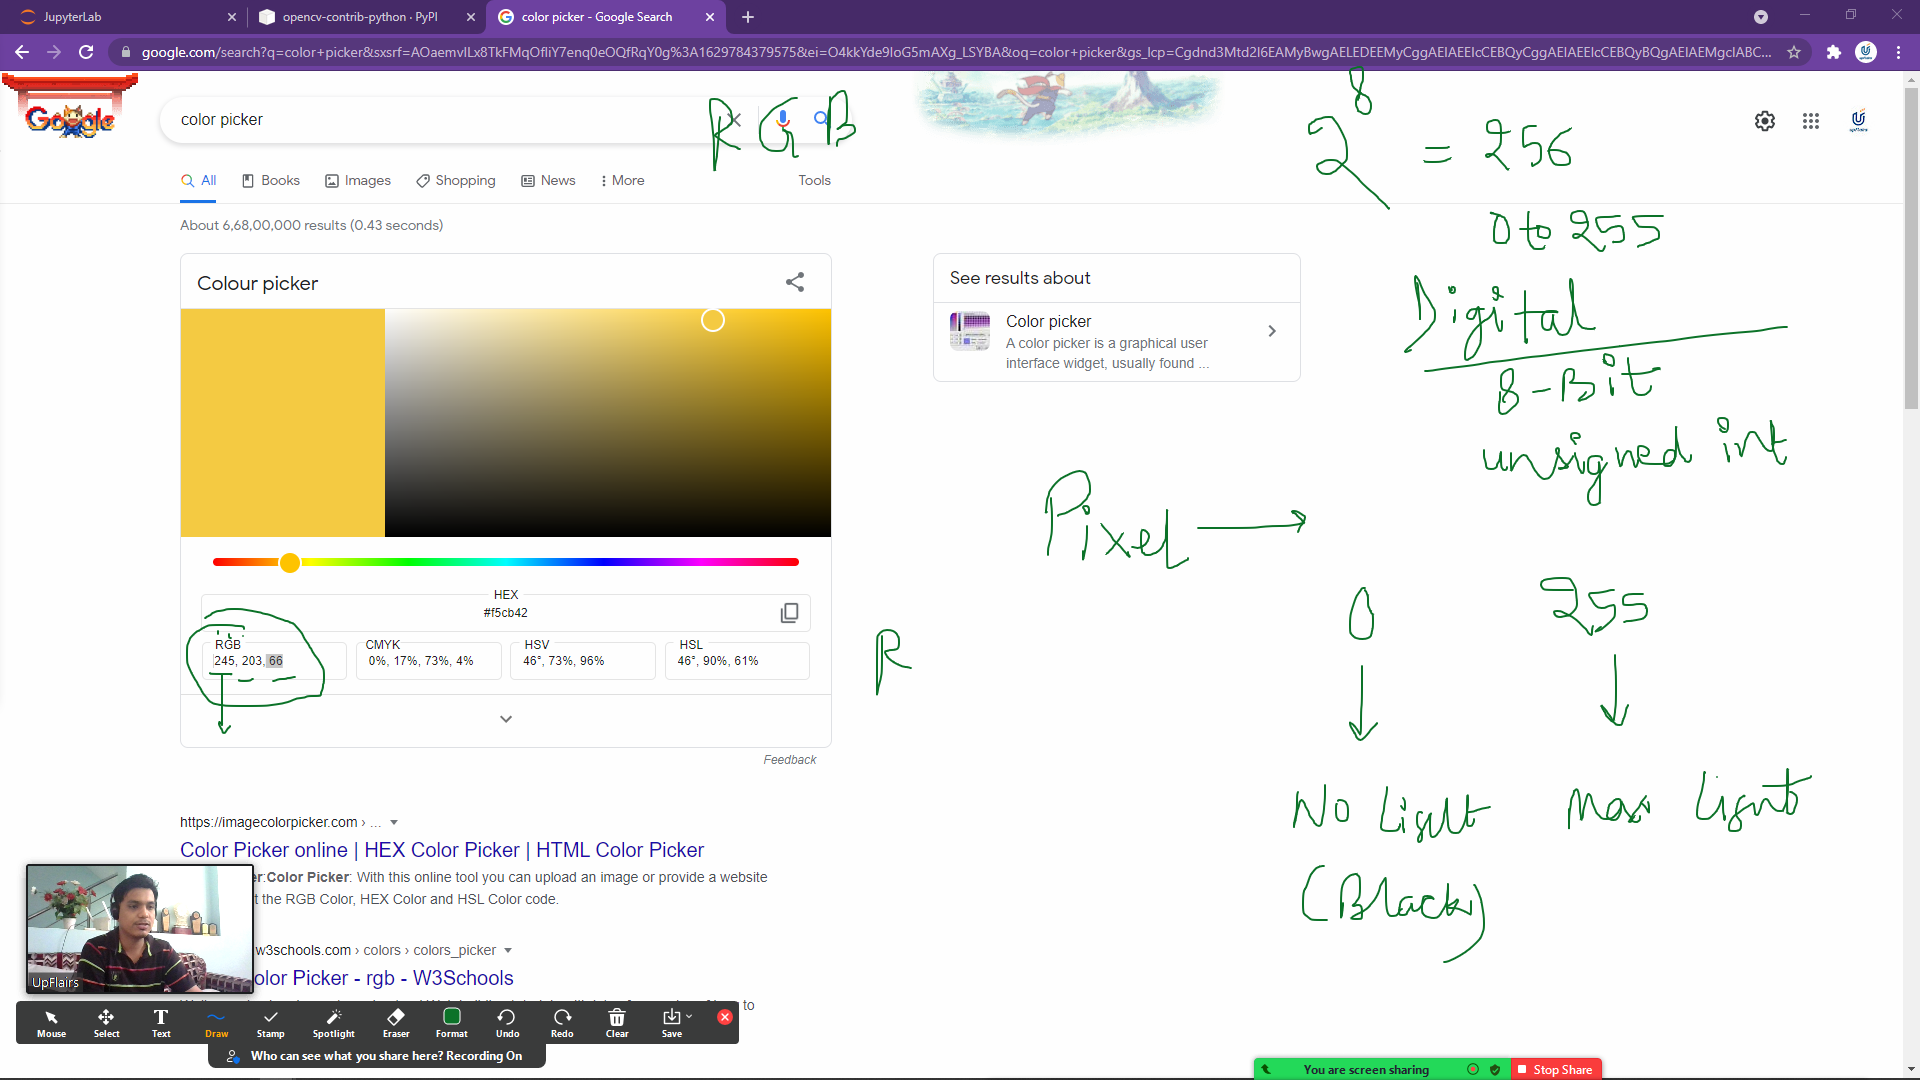 JupyterLab
opencv-contrib-python · PyPI
color picker - Google Search
google.com/search?q=color+picker&sxsrf=AOaemvILx8TkFMqOfliY7enq0eOQfRqY0g%3A1629784379575&ei=O4kkYde9IoG5mAXg_LSYBA&oq=color+picker&gs_lcp=Cgdnd3Mtd2l6EAMyBwgAELEDEEMyCggAEIAEEIcCEBQyCggAEIAEEIcCEBQyBQgAEIAEMgcIABC...
Google
color picker
R G B
2^8 = 256
upflairs
All
Books
Images
Shopping
News
More
Tools
0 to 255
About 6,68,00,000 results (0.43 seconds)
Colour picker
See results about
Color picker
A color picker is a graphical user
interface widget, usually found ...
Digital
8-Bit
unsigned int
Pixel →
HEX
#f5cb42
0 255
RGB
245, 203, 66
CMYK
0%, 17%, 73%, 4%
HSV
46°, 73%, 96%
HSL
46°, 90%, 61%
R
Feedback
No Light Max Light
(Black)
https://imagecolorpicker.com › ...
Color Picker online | HEX Color Picker | HTML Color Picker
er:Color Picker: With this online tool you can upload an image or provide a website
t the RGB Color, HEX Color and HSL Color code.
w3schools.com › colors › colors_picker
olor Picker - rgb - W3Schools
to
UpFlairs
Mouse
Select
Text
Draw
Stamp
Spotlight
Eraser
Format
Undo
Redo
Clear
Save
Who can see what you share here? Recording On
You are screen sharing
Stop Share